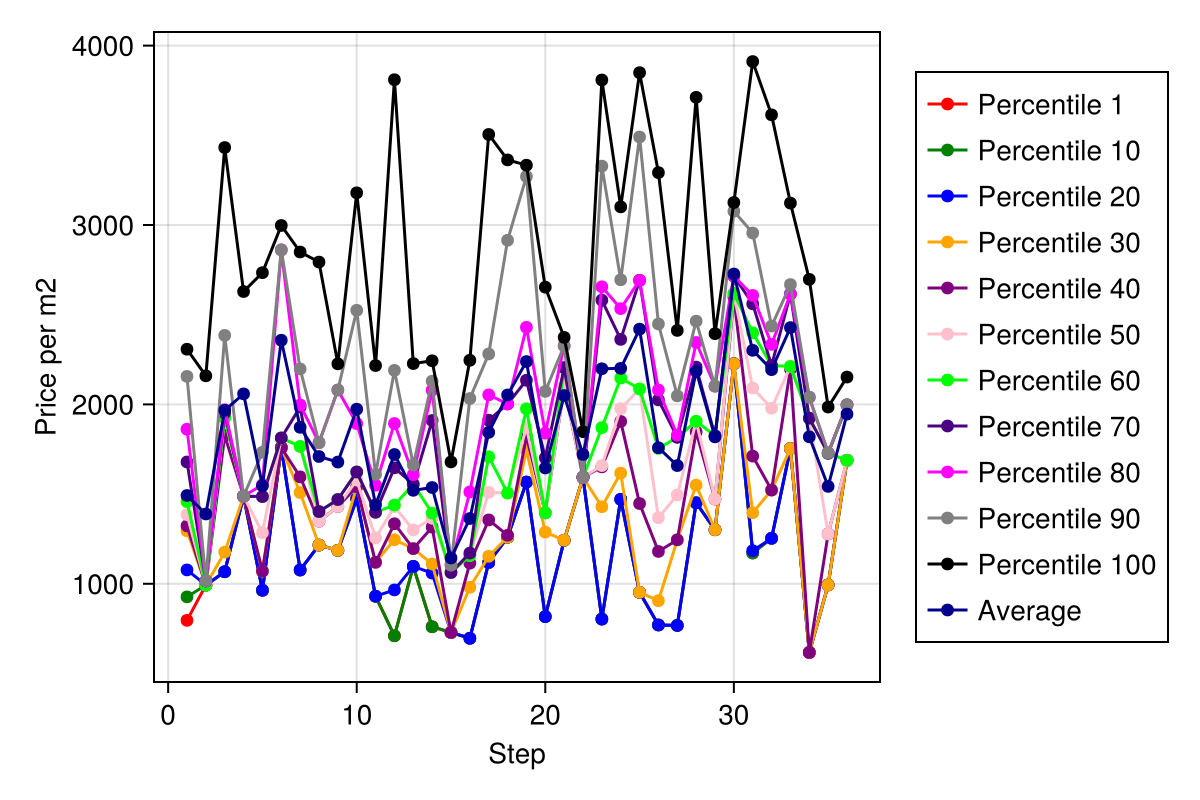 4000
3000
2000
1000
Price per m2
0
10
20
30
Step
Percentile 1
Percentile 10
Percentile 20
Percentile 30
Percentile 40
Percentile 50
Percentile 60
Percentile 70
Percentile 80
Percentile 90
Percentile 100
Average